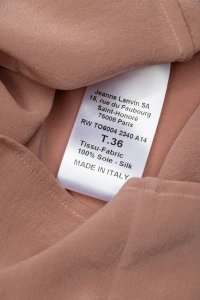 Jeanne Lanvin SA
15, rue du Faubourg
Saint-Honoré
75008 Paris
RW TO6004 2340 A14
T.36
Tissu-Fabric
100% Soie - Silk
MADE IN ITALY